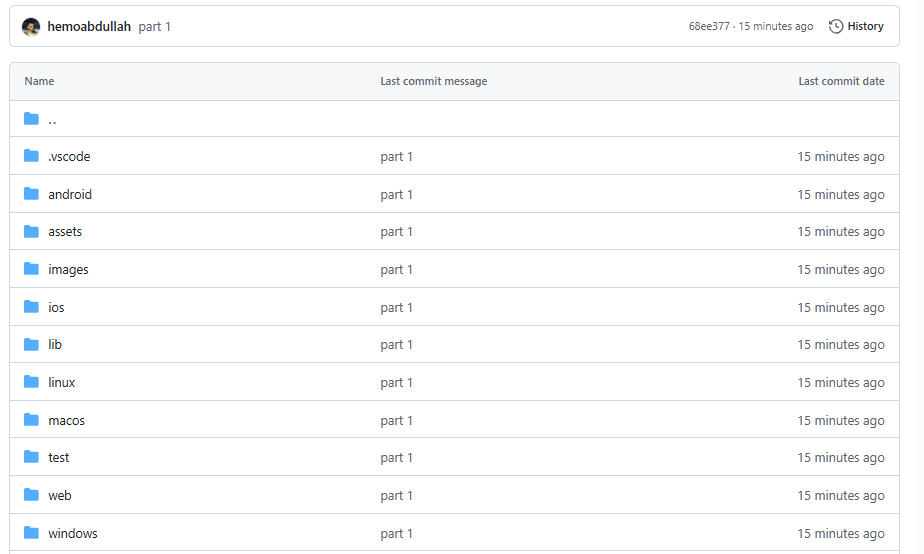 hemoabdullah part 1 68ee377 · 15 minutes ago History
Name Last commit message Last commit date
..
.vscode part 1 15 minutes ago
android part 1 15 minutes ago
assets part 1 15 minutes ago
images part 1 15 minutes ago
ios part 1 15 minutes ago
lib part 1 15 minutes ago
linux part 1 15 minutes ago
macos part 1 15 minutes ago
test part 1 15 minutes ago
web part 1 15 minutes ago
windows part 1 15 minutes ago